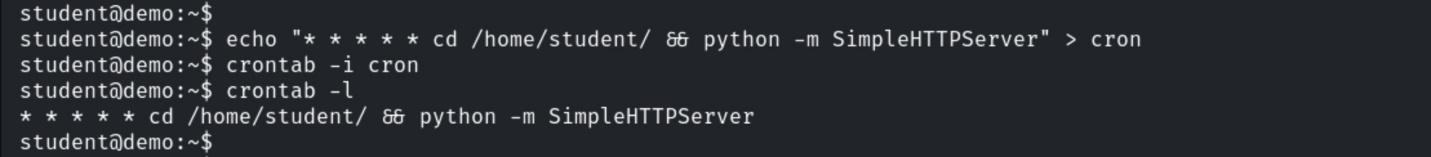 student@demo:~$
student@demo:~$ echo "* * * * * cd /home/student/ && python -m SimpleHTTPServer" > cron
student@demo:~$ crontab -i cron
student@demo:~$ crontab -l
* * * * * cd /home/student/ && python -m SimpleHTTPServer
student@demo:~$